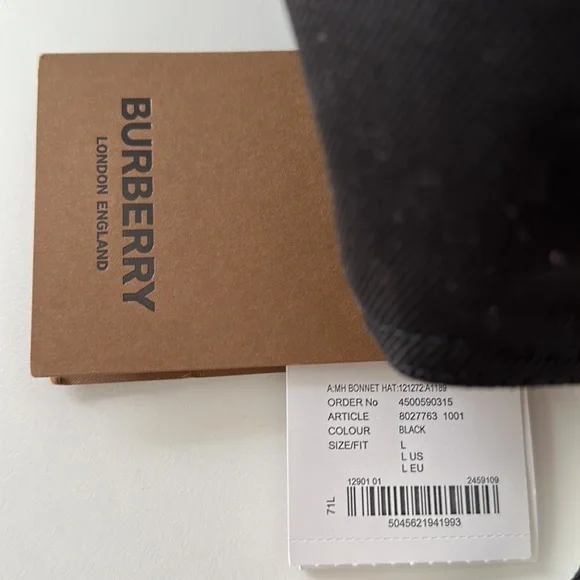 BURBERRY
LONDON ENGLAND
A:MH BONNET HAT:121272.A1189
ORDER No 4500590315
ARTICLE 8027763 1001
COLOUR BLACK
SIZE/FIT L
L US
L EU
12901 01 2459109
71L
5045621941993